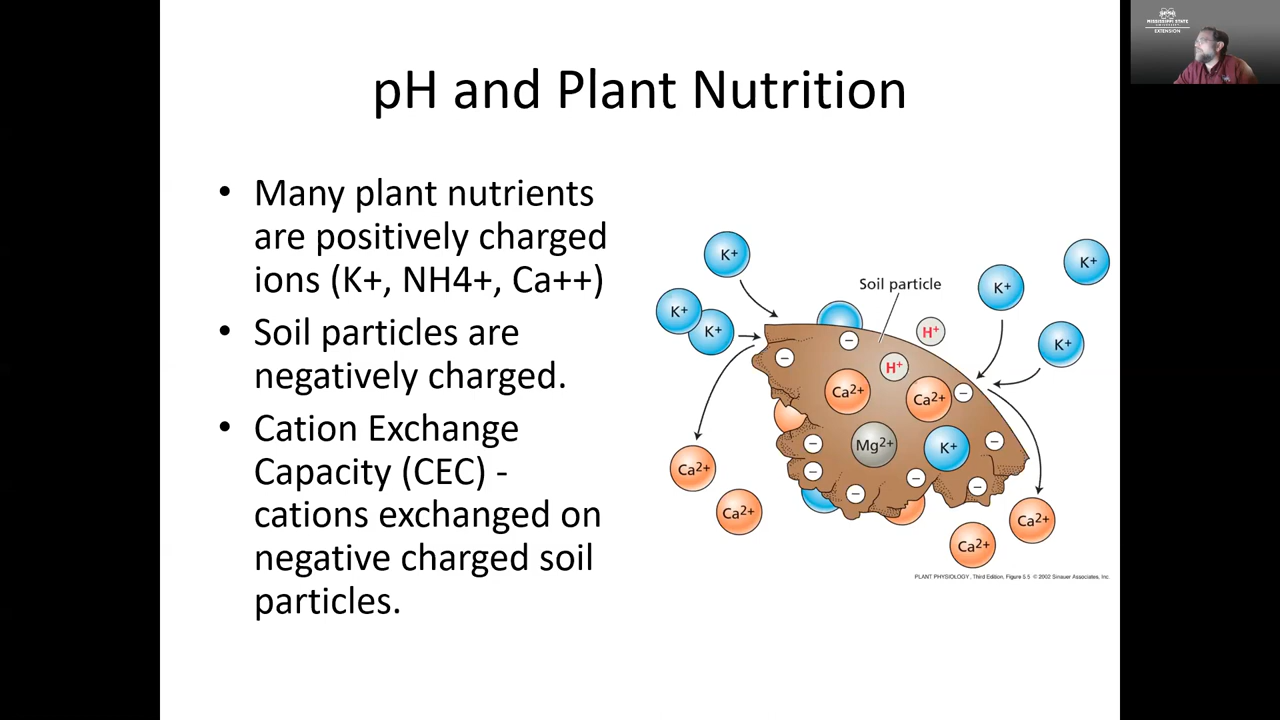 MISSISSIPPI STATE
UNIVERSITY
EXTENSION
pH and Plant Nutrition
• Many plant nutrients
are positively charged
ions (K+, NH4+, Ca++)
• Soil particles are
negatively charged.
• Cation Exchange
Capacity (CEC) -
cations exchanged on
negative charged soil
particles.
K+
K+
K+
K+
K+
K+
Soil particle
H+
H+
−
−
−
Ca2+
Ca2+
Mg2+
K+
−
−
−
−
−
−
Ca2+
Ca2+
Ca2+
Ca2+
PLANT PHYSIOLOGY, Third Edition, Figure 5.5 © 2002 Sinauer Associates, Inc.